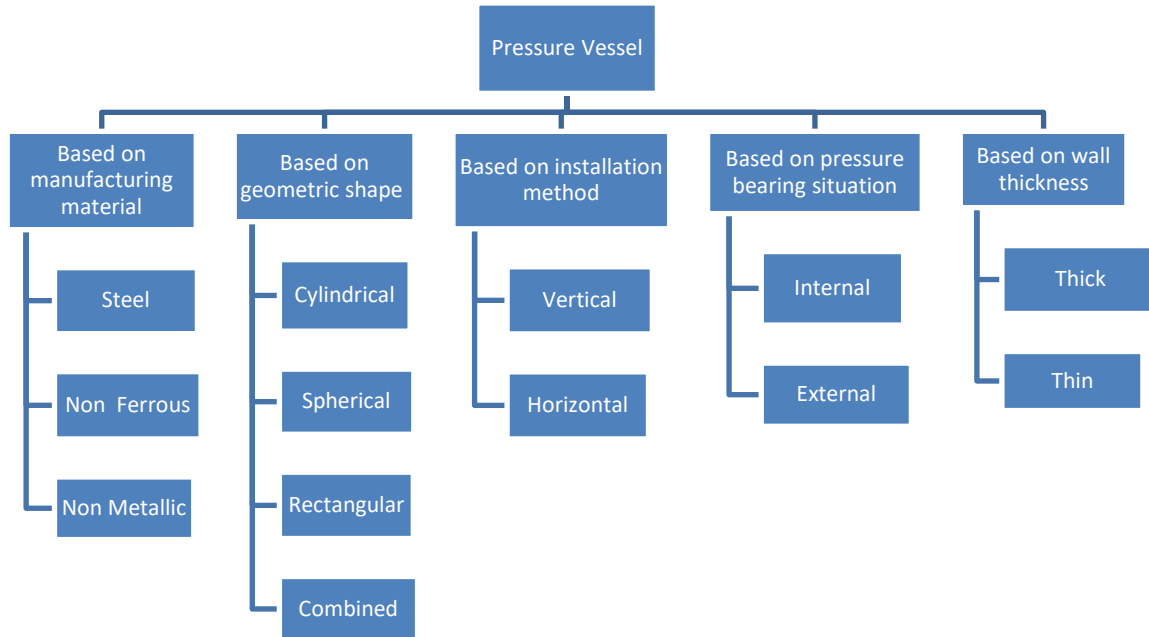 Pressure Vessel
Based on
manufacturing
material
Based on
geometric shape
Based on installation
method
Based on pressure
bearing situation
Based on wall
thickness
Steel
Non Ferrous
Non Metallic
Cylindrical
Spherical
Rectangular
Combined
Vertical
Horizontal
Internal
External
Thick
Thin